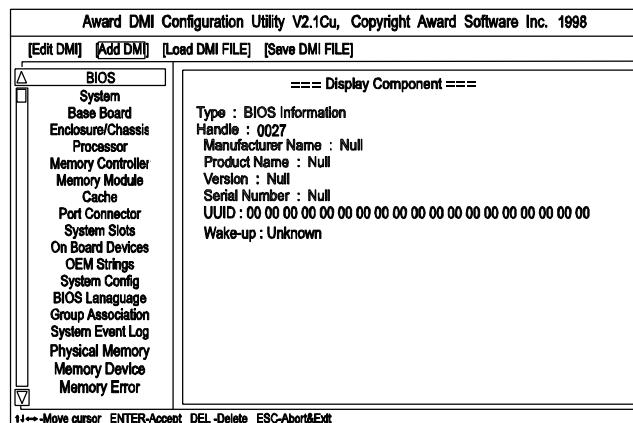 Award DMI Configuration Utility V2.1Cu, Copyright Award Software Inc. 1998
[Edit DMI] [Add DMI] [Load DMI FILE] [Save DMI FILE]
BIOS
System
Base Board
Enclosure/Chassis
Processor
Memory Controller
Memory Module
Cache
Port Connector
System Slots
On Board Devices
OEM Strings
System Config
BIOS Lanaguage
Group Association
System Event Log
Physical Memory
Memory Device
Memory Error
=== Display Component ===
Type : BIOS Information
Handle : 0027
Manufacturer Name : Null
Product Name : Null
Version : Null
Serial Number : Null
UUID : 00 00 00 00 00 00 00 00 00 00 00 00 00 00 00 00 00 00 00
Wake-up : Unknown
↑↓↔ -Move cursor ENTER-Accept DEL -Delete ESC-Abort&Exit